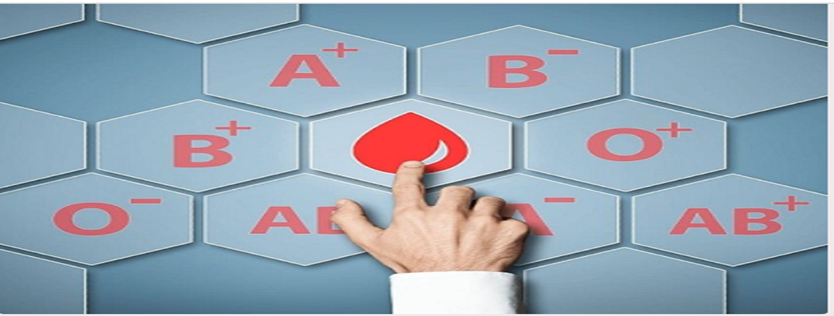 A+ B-
B+ O+
O- AB A- AB+